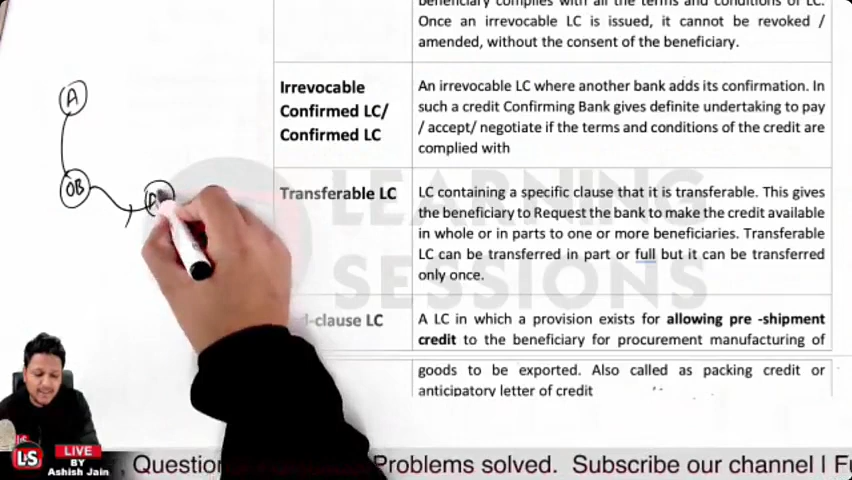 beneficiary complies with all the terms and conditions of LC.
Once an irrevocable LC is issued, it cannot be revoked /
amended, without the consent of the beneficiary.
Irrevocable
Confirmed LC/
Confirmed LC
An irrevocable LC where another bank adds its confirmation. In
such a credit Confirming Bank gives definite undertaking to pay
/ accept/ negotiate if the terms and conditions of the credit are
complied with
Transferable LC
LC containing a specific clause that it is transferable. This gives
the beneficiary to Request the bank to make the credit available
in whole or in parts to one or more beneficiaries. Transferable
LC can be transferred in part or full but it can be transferred
only once.
-clause LC
A LC in which a provision exists for allowing pre -shipment
credit to the beneficiary for procurement manufacturing of
goods to be exported. Also called as packing credit or
anticipatory letter of credit
A
OB
LEARNING
SESSIONS
LS
LIVE
BY
Ashish Jain
, Question Problems solved. Subscribe our channel I Fu